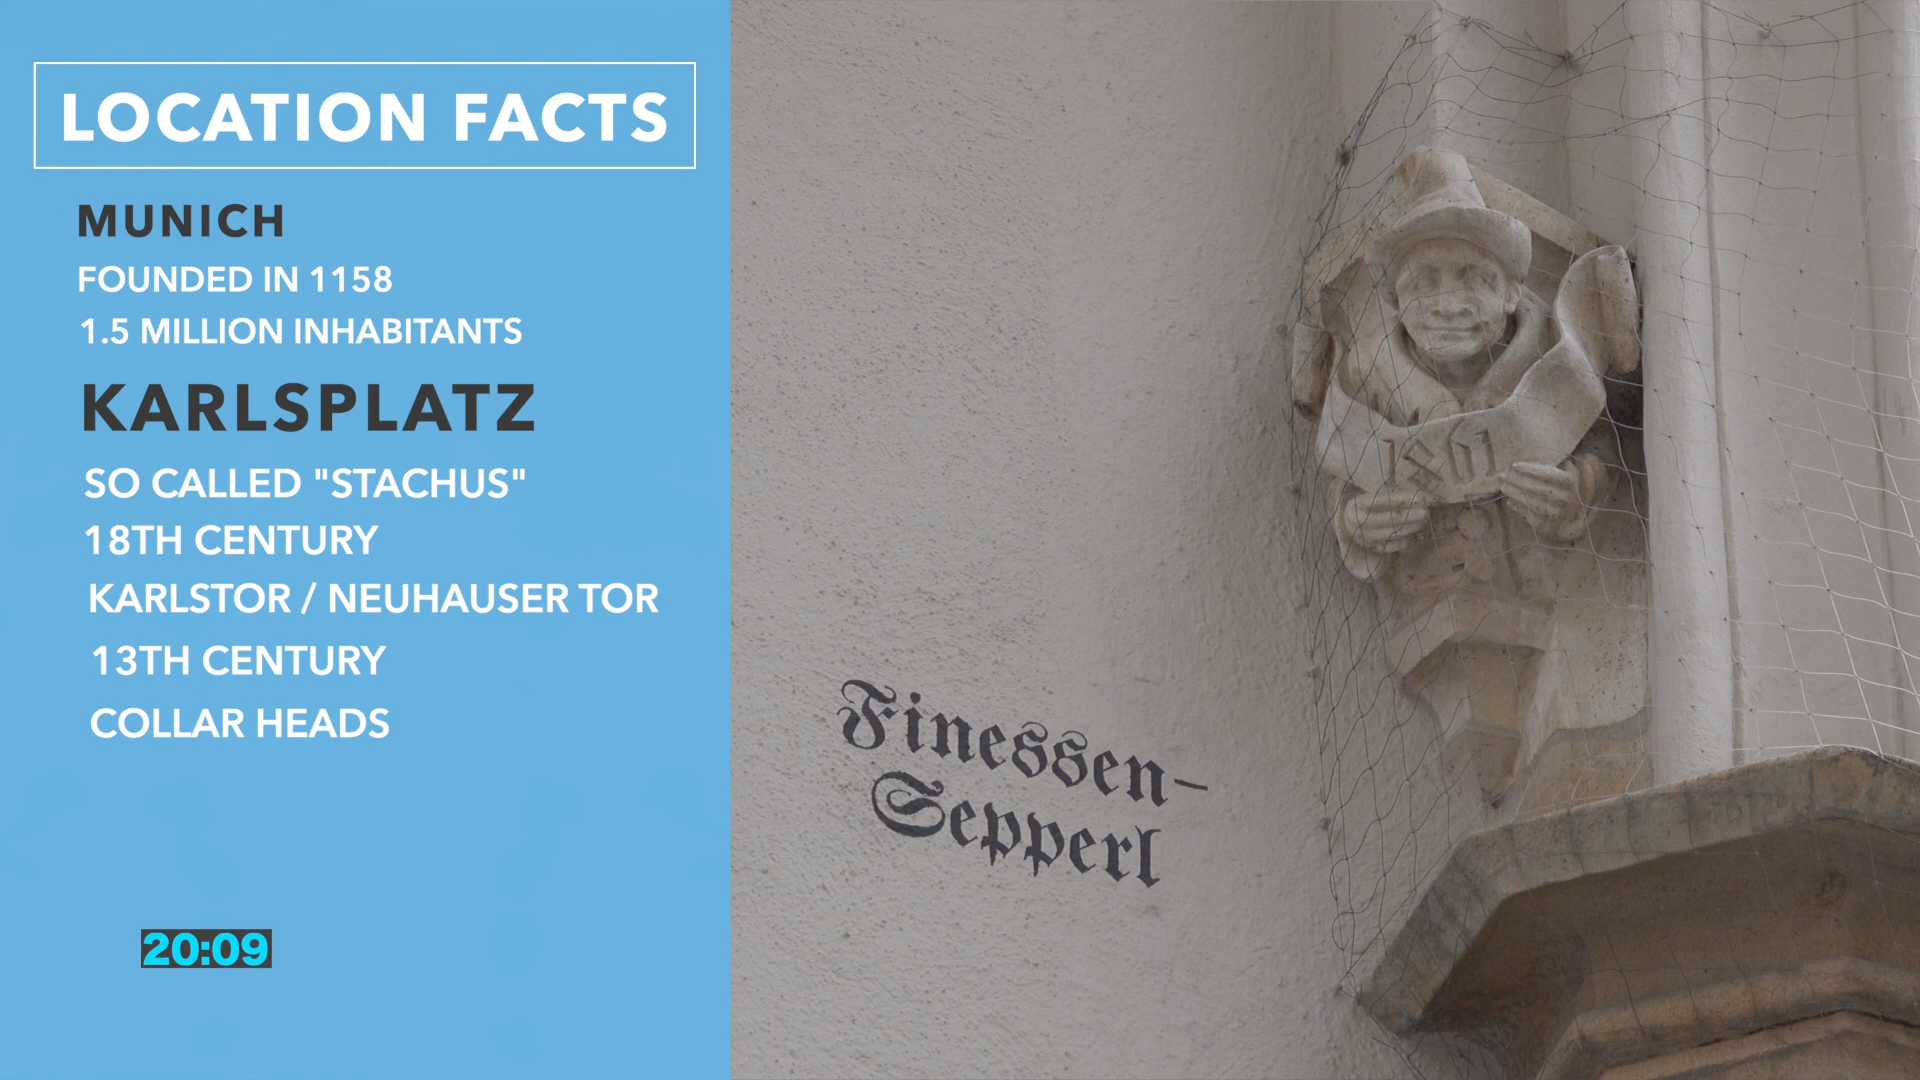 LOCATION FACTS
MUNICH
FOUNDED IN 1158
1.5 MILLION INHABITANTS
KARLSPLATZ
SO CALLED "STACHUS"
18TH CENTURY
KARLSTOR / NEUHAUSER TOR
13TH CENTURY
COLLAR HEADS
20:09
Finessen-
Sepperl